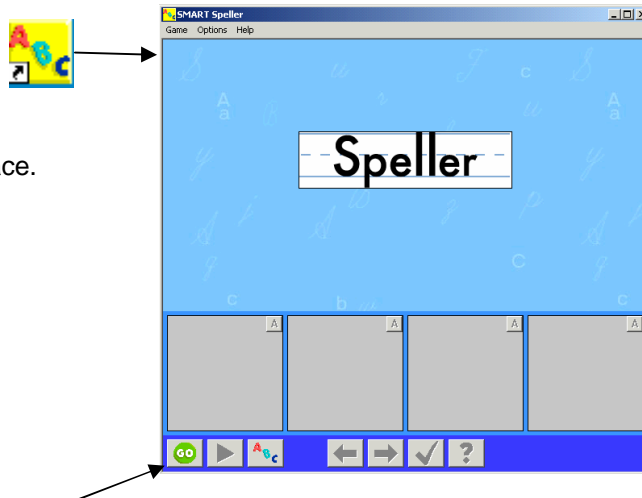 A B C
SMART Speller
Game Options Help
Speller
ce.
A A A A
GO A B C ?